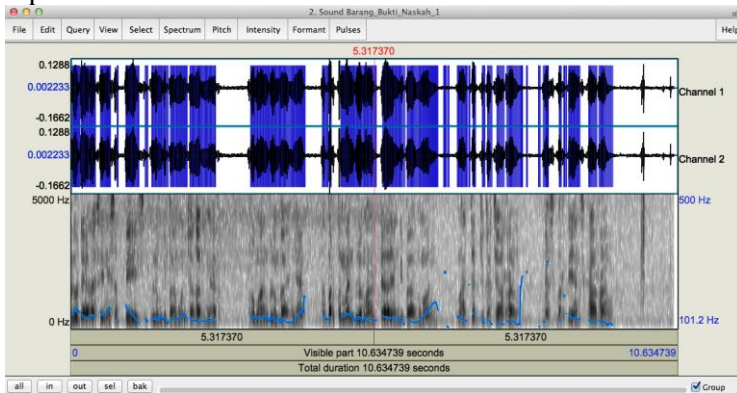 2. Sound Barang_Bukti_Naskah_1
File Edit Query View Select Spectrum Pitch Intensity Formant Pulses Help
5.317370
0.1288
0.002233
-0.1662
Channel 1
0.1288
0.002233
-0.1662
Channel 2
5000 Hz 500 Hz
0 Hz 101.2 Hz
5.317370 5.317370
0 Visible part 10.634739 seconds 10.634739
Total duration 10.634739 seconds
all in out sel bak Group